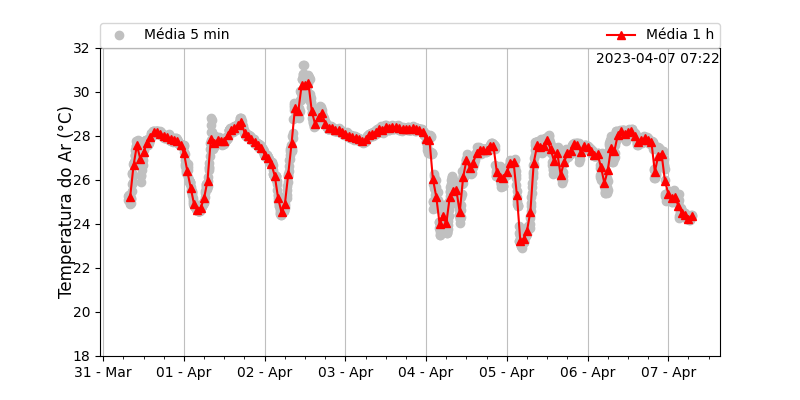 Média 5 min
Média 1 h
2023-04-07 07:22
Temperatura do Ar (°C)
32
30
28
26
24
22
20
18
31 - Mar
01 - Apr
02 - Apr
03 - Apr
04 - Apr
05 - Apr
06 - Apr
07 - Apr